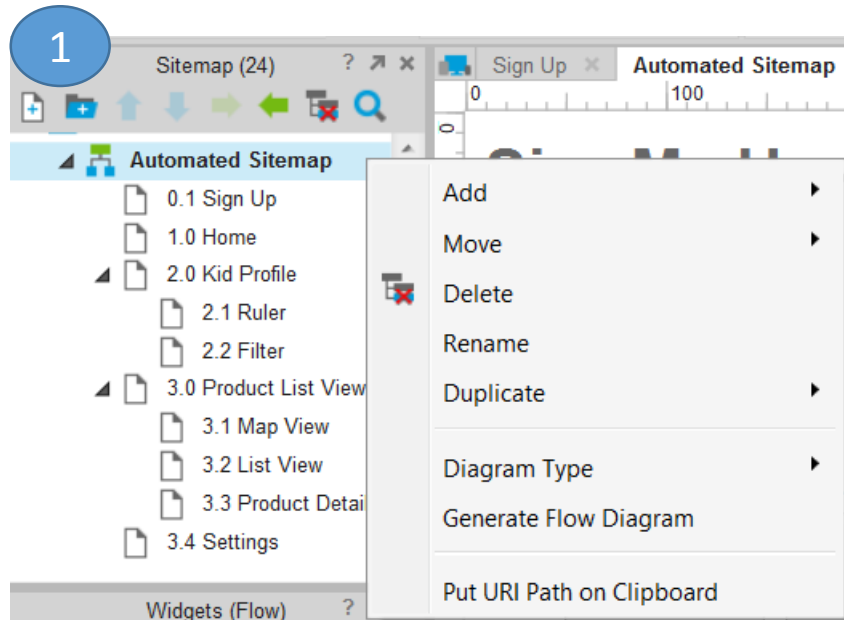 1
Sitemap (24) ?
Sign Up Automated Sitemap
0 100
0
Automated Sitemap
0.1 Sign Up
1.0 Home
2.0 Kid Profile
2.1 Ruler
2.2 Filter
3.0 Product List View
3.1 Map View
3.2 List View
3.3 Product Detai
3.4 Settings
Widgets (Flow) ?
Add
Move
Delete
Rename
Duplicate
Diagram Type
Generate Flow Diagram
Put URI Path on Clipboard